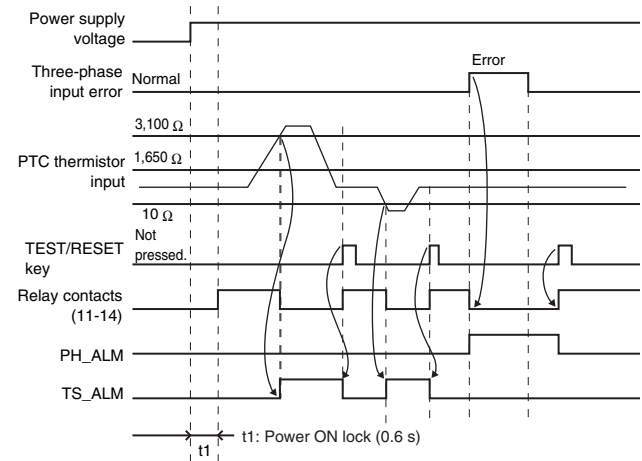 Power supply
voltage
Error
Three-phase
input error
Normal
3,100 Ω
PTC thermistor
input
1,650 Ω
10 Ω
TEST/RESET
key
Not
pressed.
Relay contacts
(11-14)
PH_ALM
TS_ALM
t1: Power ON lock (0.6 s)
t1